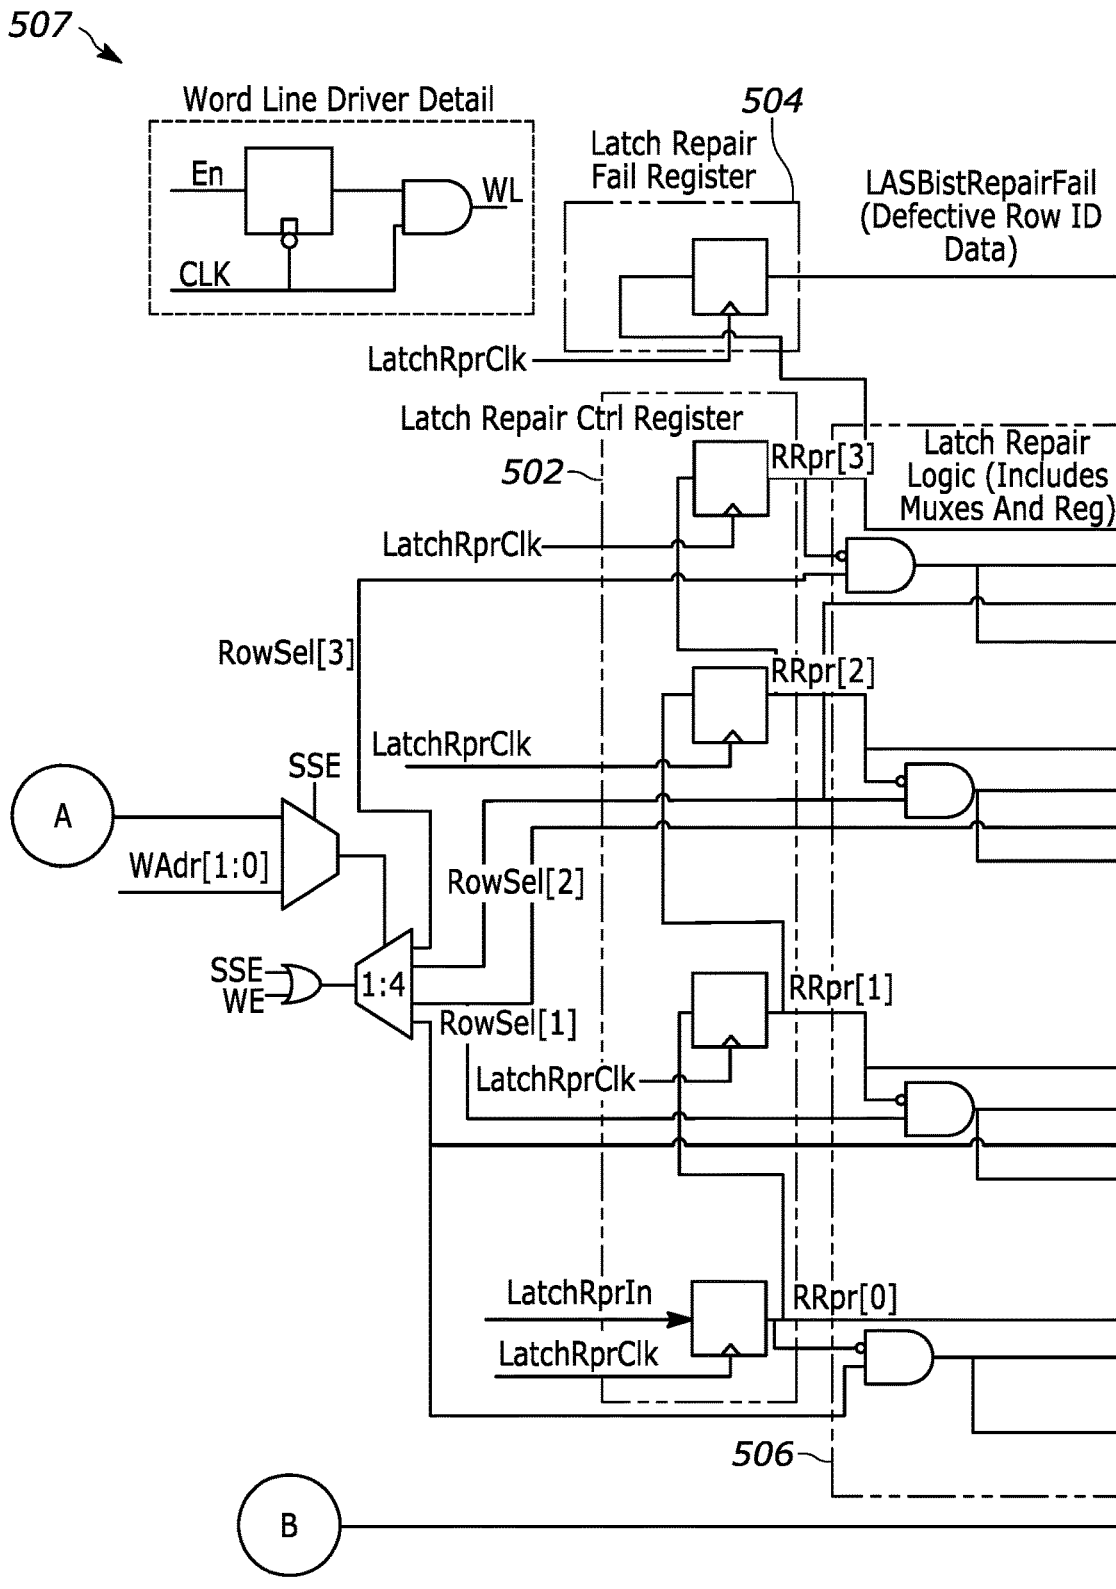 507
Word Line Driver Detail
En
WL
CLK
504
Latch Repair
Fail Register
LASBistRepairFail
(Defective Row ID
Data)
LatchRprClk
Latch Repair Ctrl Register
502
RRpr[3]
Latch Repair
Logic (Includes
Muxes And Reg)
LatchRprClk
RowSel[3]
RRpr[2]
LatchRprClk
SSE
A
WAdr[1:0]
RowSel[2]
SSE
WE
1:4
RowSel[1]
RRpr[1]
LatchRprClk
LatchRprIn
RRpr[0]
LatchRprClk
506
B